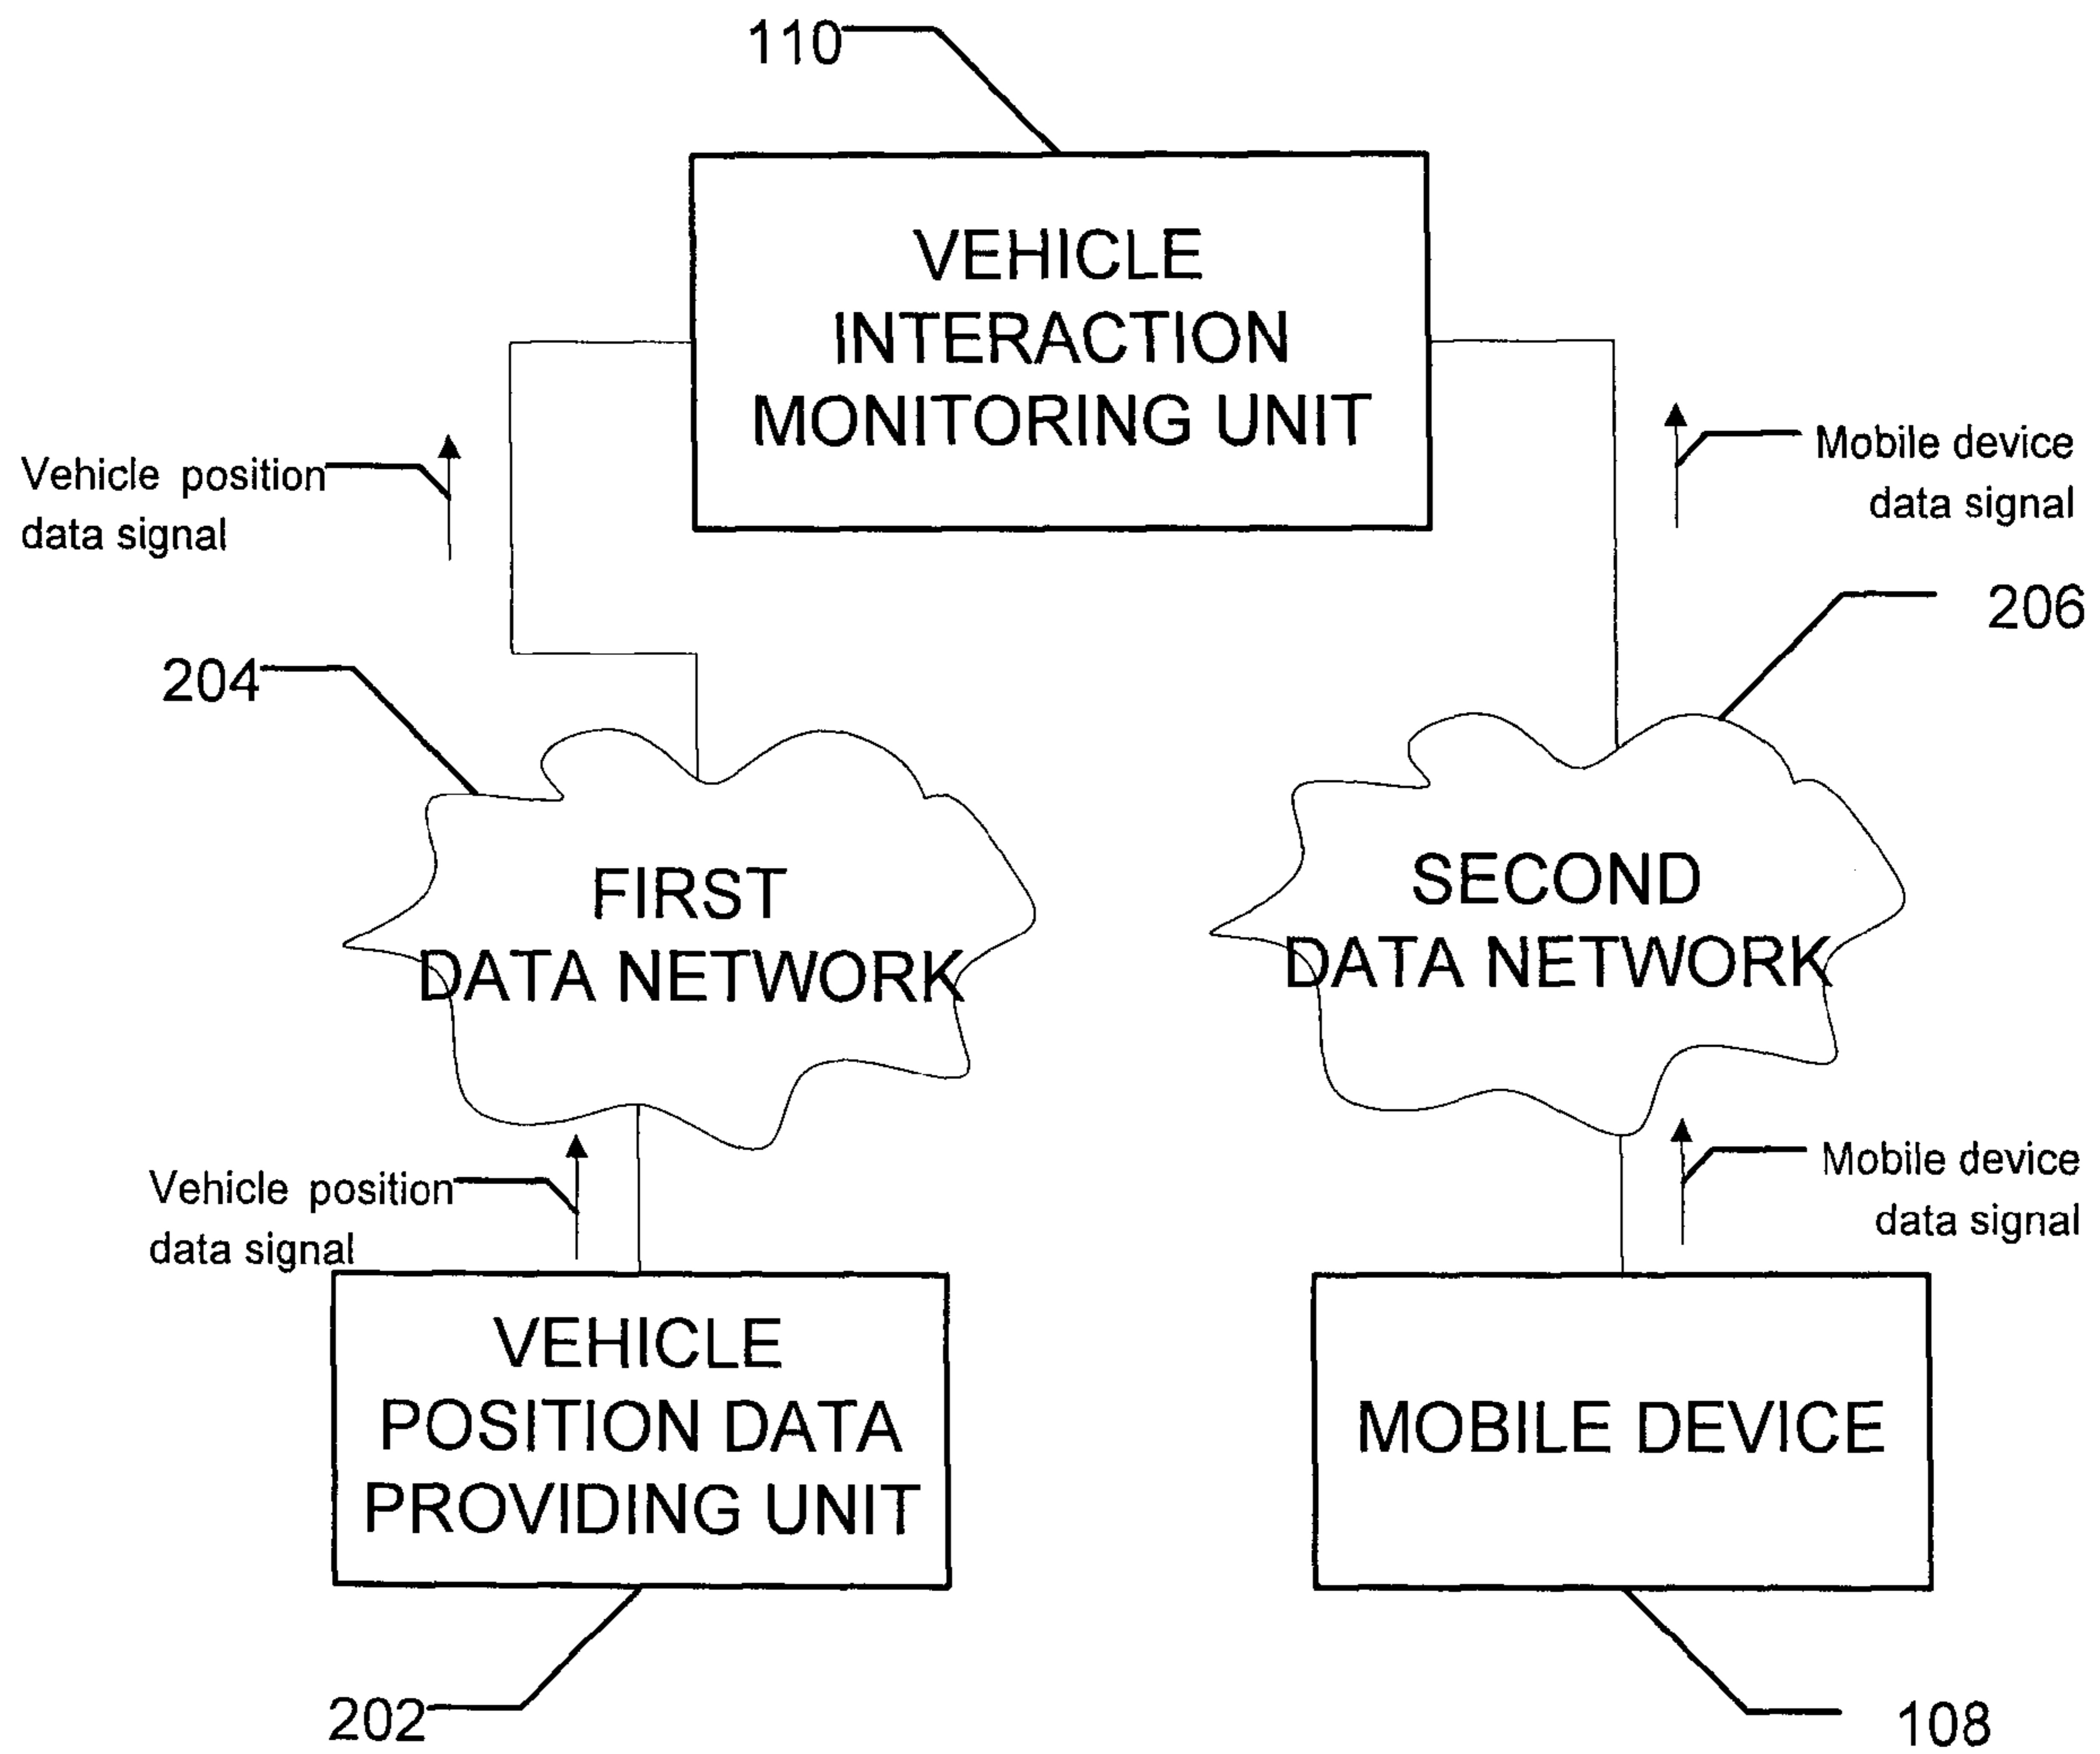 110
VEHICLE
INTERACTION
MONITORING UNIT
Vehicle position
data signal
Mobile device
data signal
206
204
FIRST
DATA NETWORK
SECOND
DATA NETWORK
Vehicle position
data signal
Mobile device
data signal
VEHICLE
POSITION DATA
PROVIDING UNIT
MOBILE DEVICE
202
108